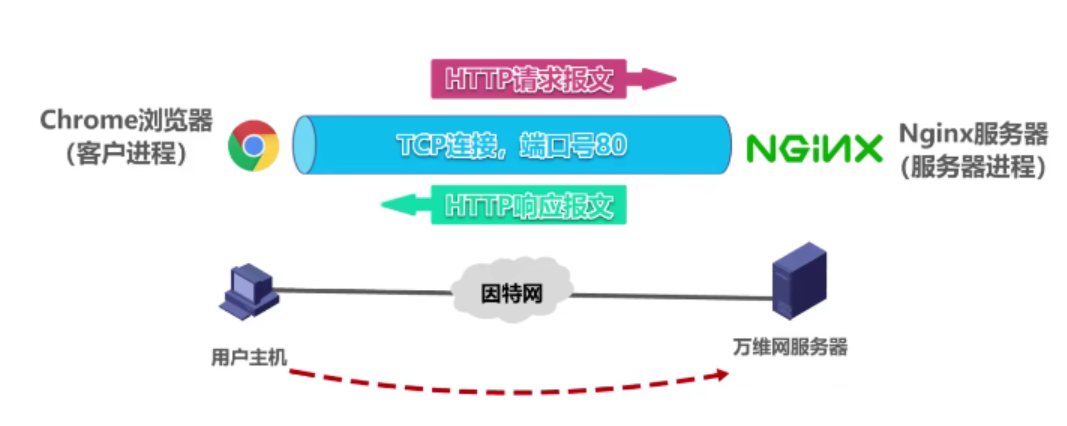 HTTP请求报文
Chrome浏览器
（客户进程）
TCP连接，端口号80
NGINX
Nginx服务器
（服务器进程）
HTTP响应报文
因特网
用户主机
万维网服务器